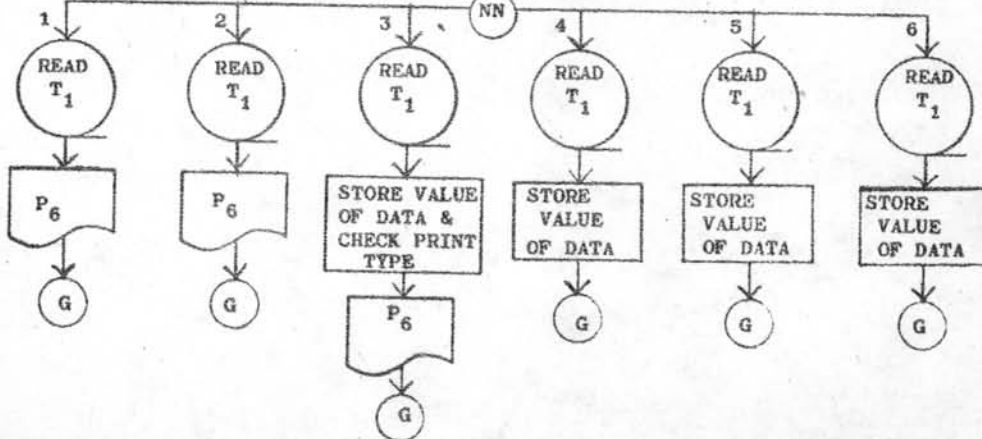 NN
1 2 3 4 5 6
READ T₁
READ T₁
READ T₁
READ T₁
READ T₁
READ T₁
P₆
P₆
STORE VALUE
OF DATA &
CHECK PRINT
TYPE
STORE
VALUE
OF DATA
STORE
VALUE
OF DATA
STORE
VALUE
OF DATA
G
G
P₆
G
G
G
G